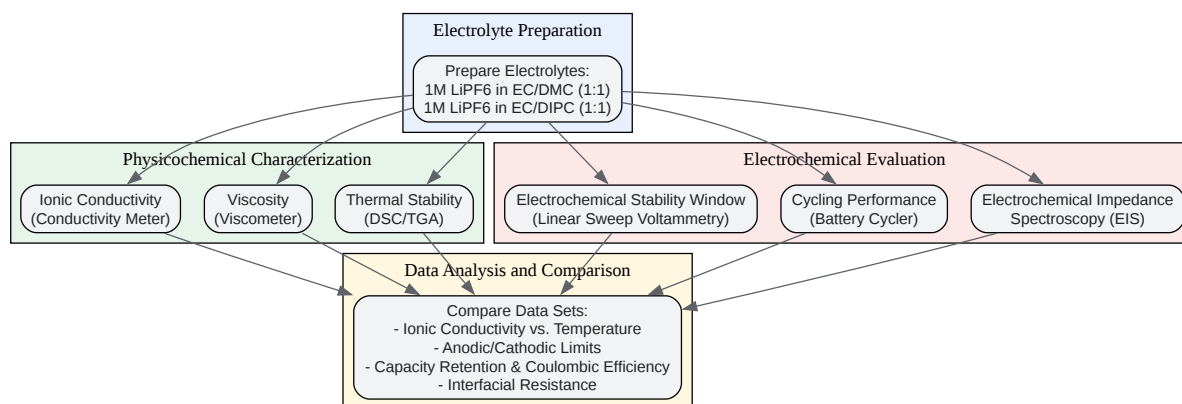 Electrolyte Preparation
Prepare Electrolytes:
1M LiPF6 in EC/DMC (1:1)
1M LiPF6 in EC/DIPC (1:1)
Physicochemical Characterization
Ionic Conductivity
(Conductivity Meter)
Viscosity
(Viscometer)
Thermal Stability
(DSC/TGA)
Electrochemical Evaluation
Electrochemical Stability Window
(Linear Sweep Voltammetry)
Cycling Performance
(Battery Cycler)
Electrochemical Impedance
Spectroscopy (EIS)
Data Analysis and Comparison
Compare Data Sets:
- Ionic Conductivity vs. Temperature
- Anodic/Cathodic Limits
- Capacity Retention & Coulombic Efficiency
- Interfacial Resistance